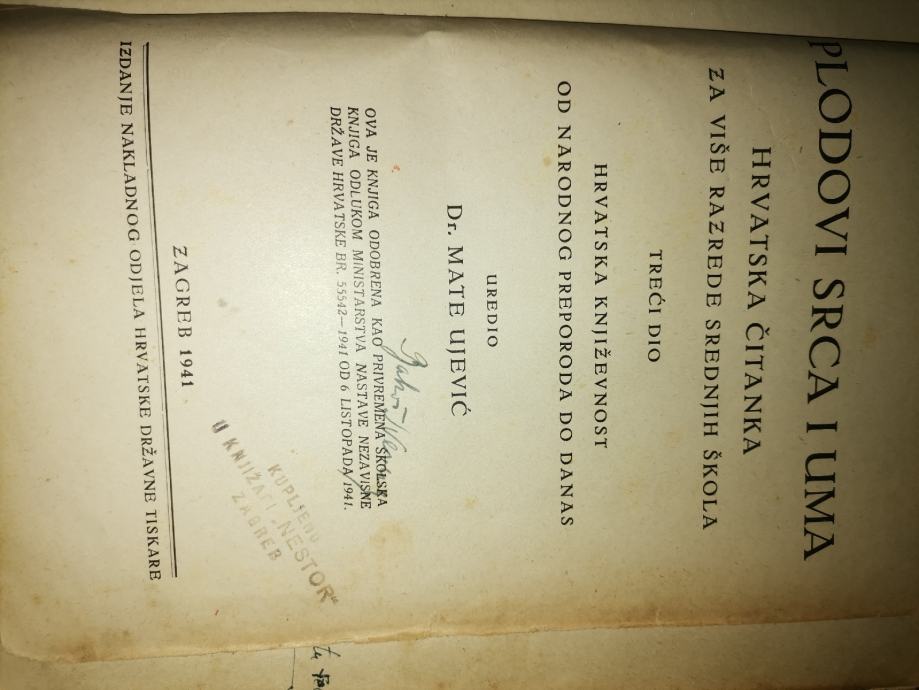 PLODOVI SRCA I UMA
HRVATSKA ČITANKA
ZA VIŠE RAZREDE SREDNJIH ŠKOLA
TREĆI DIO
HRVATSKA KNJIŽEVNOST
OD NARODNOG PREPORODA DO DANAS
UREDIO
Dr. MATE UJEVIĆ
OVA JE KNJIGA ODOBRENA KAO PRIVREMENA ŠKOLSKA
KNJIGA ODLUKOM MINISTARSTVA NASTAVE NEZAVISNE
DRŽAVE HRVATSKE BR. 55542—1941 OD 6 LISTOPADA 1941.
KUPLJENO
U KNJIŽARI „NESTOR“
ZAGREB
ZAGREB 1941
IZDANJE NAKLADNOG ODJELA HRVATSKE DRŽAVNE TISKARE